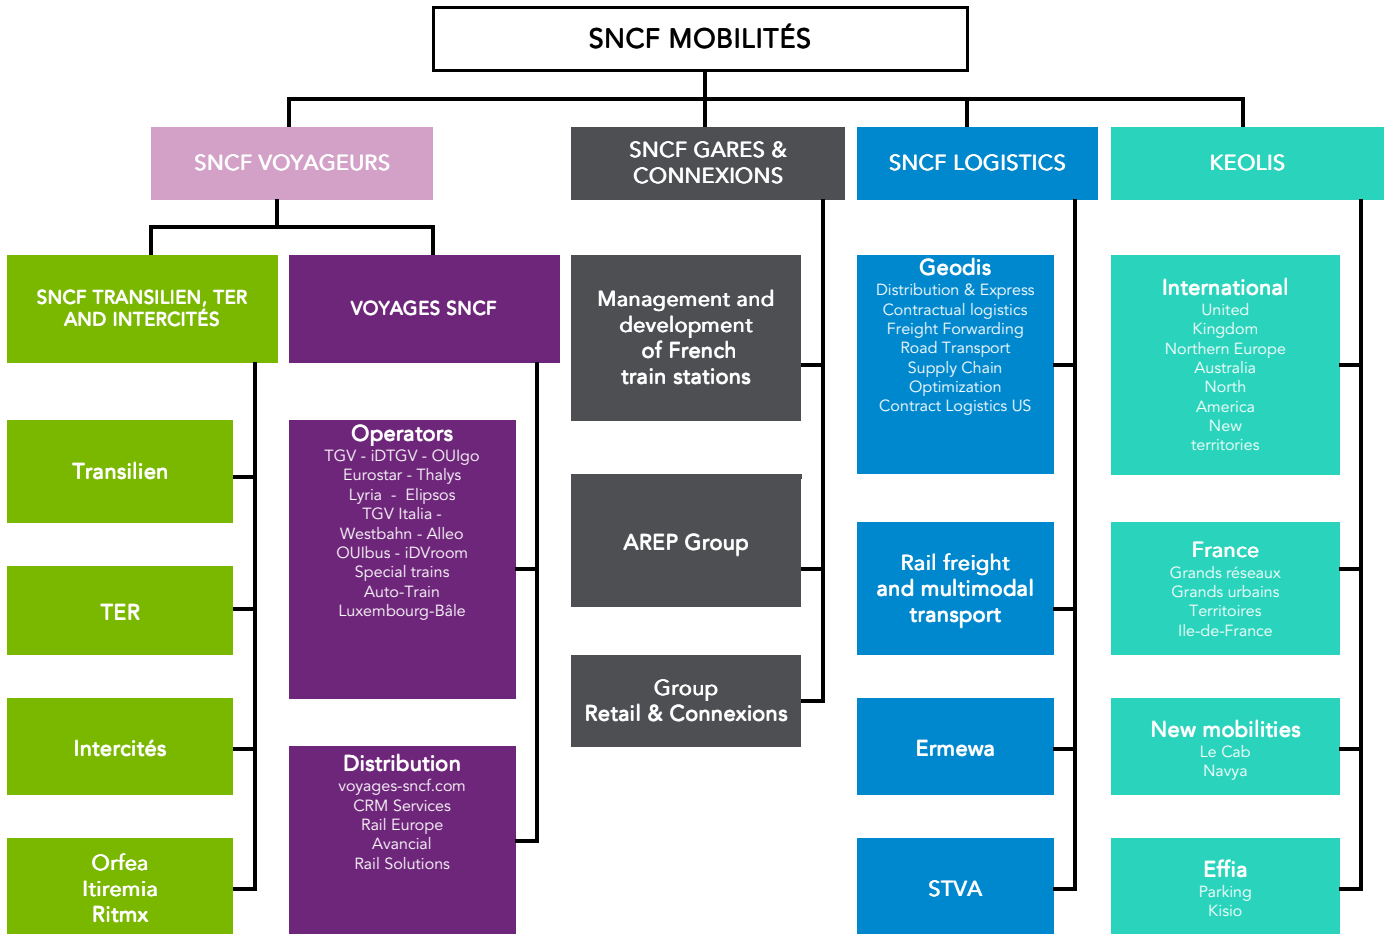 SNCF MOBILITÉS
SNCF VOYAGEURS
SNCF TRANSILIEN, TER
AND INTERCITÉS
Transilien
TER
Intercités
Orfea
Itiremia
Ritmx
VOYAGES SNCF
Operators
TGV - iDTGV - OUIgo
Eurostar - Thalys
Lyria - Elipsos
TGV Italia -
Westbahn - Alleo
OUIbus - iDVroom
Special trains
Auto-Train
Luxembourg-Bâle
Distribution
voyages-sncf.com
CRM Services
Rail Europe
Avancial
Rail Solutions
SNCF GARES &
CONNEXIONS
Management and
development
of French
train stations
AREP Group
Group
Retail & Connexions
SNCF LOGISTICS
Geodis
Distribution & Express
Contractual logistics
Freight Forwarding
Road Transport
Supply Chain
Optimization
Contract Logistics US
Rail freight
and multimodal
transport
Ermewa
STVA
KEOLIS
International
United
Kingdom
Northern Europe
Australia
North
America
New
territories
France
Grands réseaux
Grands urbains
Territoires
Ile-de-France
New mobilities
Le Cab
Navya
Effia
Parking
Kisio